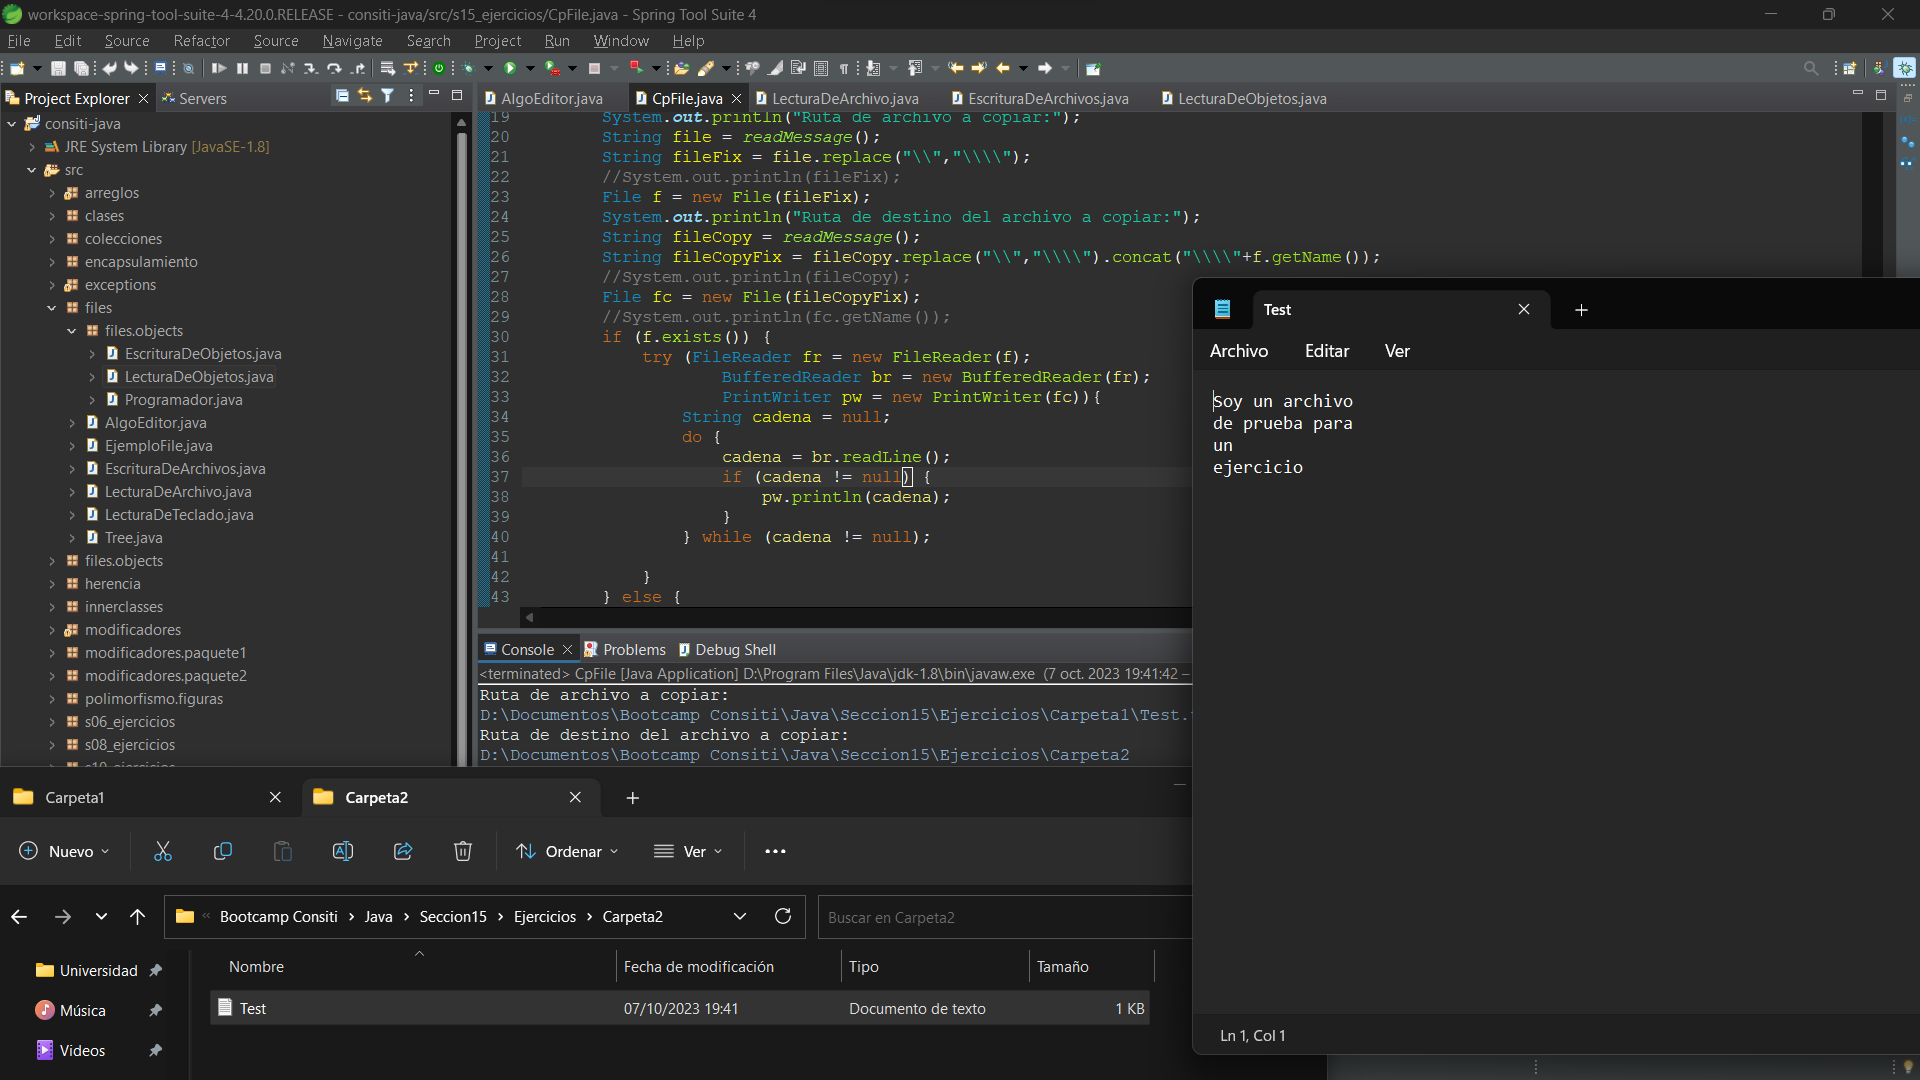 workspace-spring-tool-suite-4-4.20.0.RELEASE - consiti-java/src/s15_ejercicios/CpFile.java - Spring Tool Suite 4
File Edit Source Refactor Source Navigate Search Project Run Window Help
Project Explorer Servers
consiti-java
JRE System Library [JavaSE-1.8]
src
arreglos
clases
colecciones
encapsulamiento
exceptions
files
files.objects
EscrituraDeObjetos.java
LecturaDeObjetos.java
Programador.java
AlgoEditor.java
EjemploFile.java
EscrituraDeArchivos.java
LecturaDeArchivo.java
LecturaDeTeclado.java
Tree.java
files.objects
herencia
innerclasses
modificadores
modificadores.paquete1
modificadores.paquete2
polimorfismo.figuras
s06_ejercicios
s08_ejercicios
AlgoEditor.java CpFile.java LecturaDeArchivo.java EscrituraDeArchivos.java LecturaDeObjetos.java
19 System.out.println("Ruta de archivo a copiar:");
20 String file = readMessage();
21 String fileFix = file.replace("\\","\\\\");
22 //System.out.println(fileFix);
23 File f = new File(fileFix);
24 System.out.println("Ruta de destino del archivo a copiar:");
25 String fileCopy = readMessage();
26 String fileCopyFix = fileCopy.replace("\\","\\\\").concat("\\\\"+f.getName());
27 //System.out.println(fileCopy);
28 File fc = new File(fileCopyFix);
29 //System.out.println(fc.getName());
30 if (f.exists()) {
31 try (FileReader fr = new FileReader(f);
32 BufferedReader br = new BufferedReader(fr);
33 PrintWriter pw = new PrintWriter(fc)){
34 String cadena = null;
35 do {
36 cadena = br.readLine();
37 if (cadena != null) {
38 pw.println(cadena);
39 }
40 } while (cadena != null);
41
42 }
43 } else {
Console Problems Debug Shell
<terminated> CpFile [Java Application] D:\Program Files\Java\jdk-1.8\bin\javaw.exe (7 oct. 2023 19:41:42 –
Ruta de archivo a copiar:
D:\Documentos\Bootcamp Consiti\Java\Seccion15\Ejercicios\Carpeta1\Test.
Ruta de destino del archivo a copiar:
D:\Documentos\Bootcamp Consiti\Java\Seccion15\Ejercicios\Carpeta2
Test
Archivo Editar Ver
Soy un archivo
de prueba para
un
ejercicio
Ln 1, Col 1
Carpeta1 Carpeta2
Nuevo Ordenar Ver
« Bootcamp Consiti > Java > Seccion15 > Ejercicios > Carpeta2
Buscar en Carpeta2
Universidad
Música
Videos
Nombre Fecha de modificación Tipo Tamaño
Test 07/10/2023 19:41 Documento de texto 1 KB